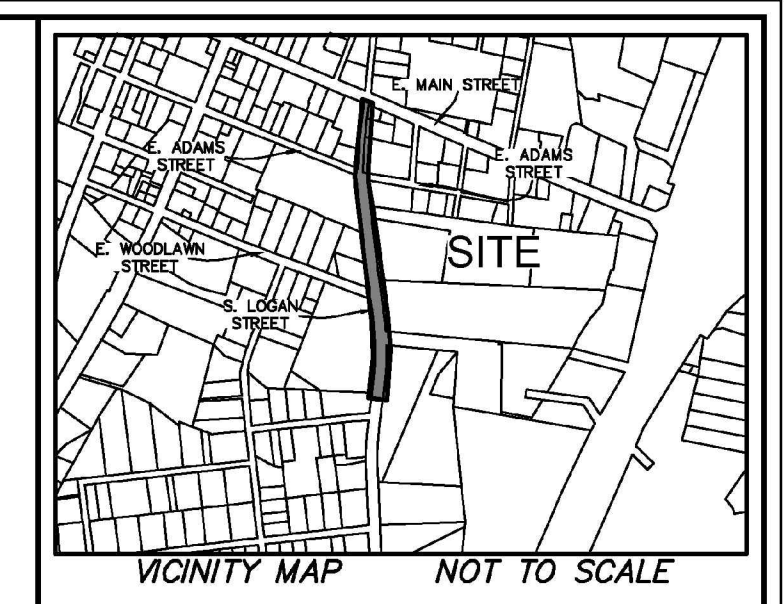 E. MAIN STREET
E. ADAMS
STREET
E. ADAMS
STREET
SITE
E. WOODLAWN
STREET
S. LOGAN
STREET
VICINITY MAP NOT TO SCALE